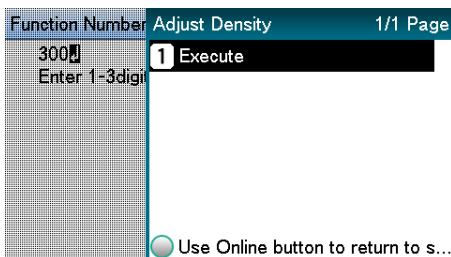 Function Number
300
Enter 1-3digi
Adjust Density 1/1 Page
1 Execute
Use Online button to return to s...